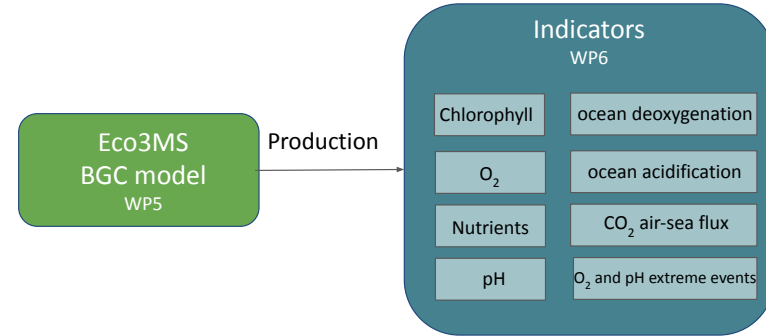 Eco3MS
BGC model
WP5
Production
Indicators
WP6
Chlorophyll
ocean deoxygenation
O₂
ocean acidification
Nutrients
CO₂ air-sea flux
pH
O₂ and pH extreme events